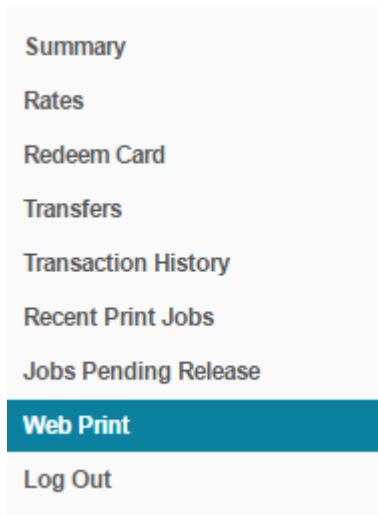 Summary
Rates
Redeem Card
Transfers
Transaction History
Recent Print Jobs
Jobs Pending Release
Web Print
Log Out